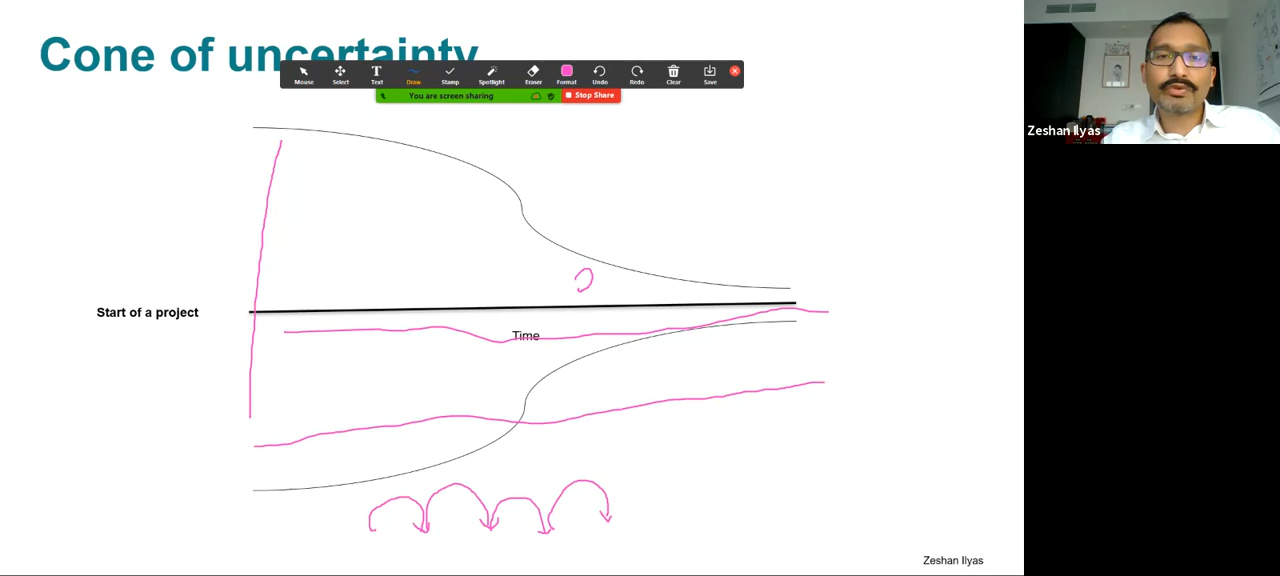 Cone of uncertainty
Mouse Select Text Draw Stamp Spotlight Eraser Format Undo Redo Clear Save
You are screen sharing Stop Share
Zeshan Ilyas
Start of a project
Time
Zeshan Ilyas